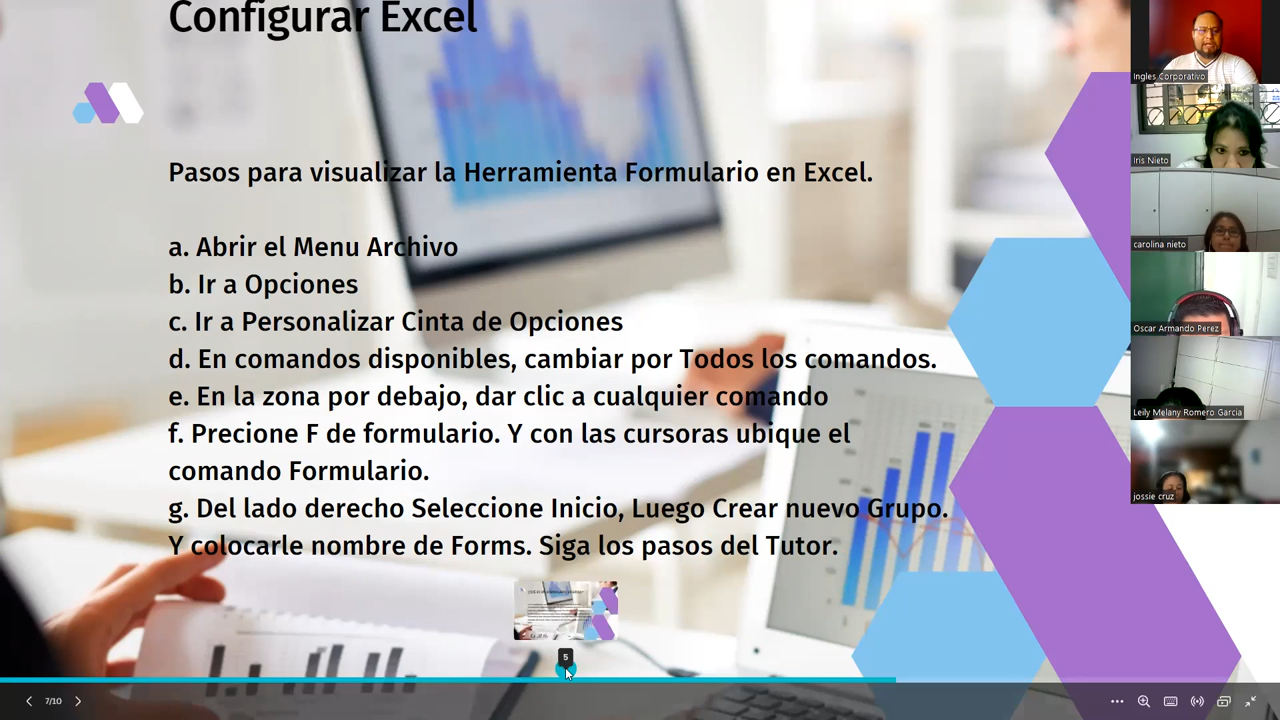 Configurar Excel
Pasos para visualizar la Herramienta Formulario en Excel.
a. Abrir el Menu Archivo
b. Ir a Opciones
c. Ir a Personalizar Cinta de Opciones
d. En comandos disponibles, cambiar por Todos los comandos.
e. En la zona por debajo, dar clic a cualquier comando
f. Precione F de formulario. Y con las cursoras ubique el
comando Formulario.
g. Del lado derecho Seleccione Inicio, Luego Crear nuevo Grupo.
Y colocarle nombre de Forms. Siga los pasos del Tutor.
5
7/10
Ingles Corporativo
Iris Nieto
carolina nieto
Oscar Armando Perez
Leily Melany Romero Garcia
jossie cruz